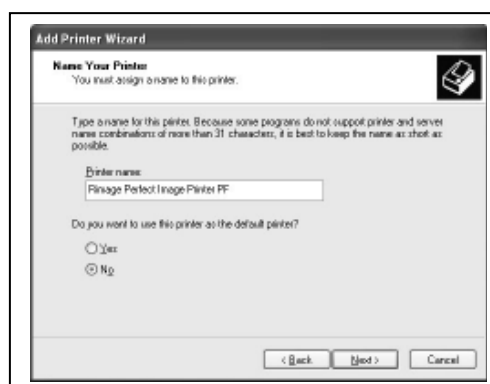 Add Printer Wizard
Name Your Printer
You must assign a name to this printer.
Type a name for this printer. Because some programs do not support printer and server
name combinations of more than 31 characters, it is best to keep the name as short as
possible.
Printer name:
Rimage Perfect Image Printer PF
Do you want to use this printer as the default printer?
Yes
No
< Back Next > Cancel